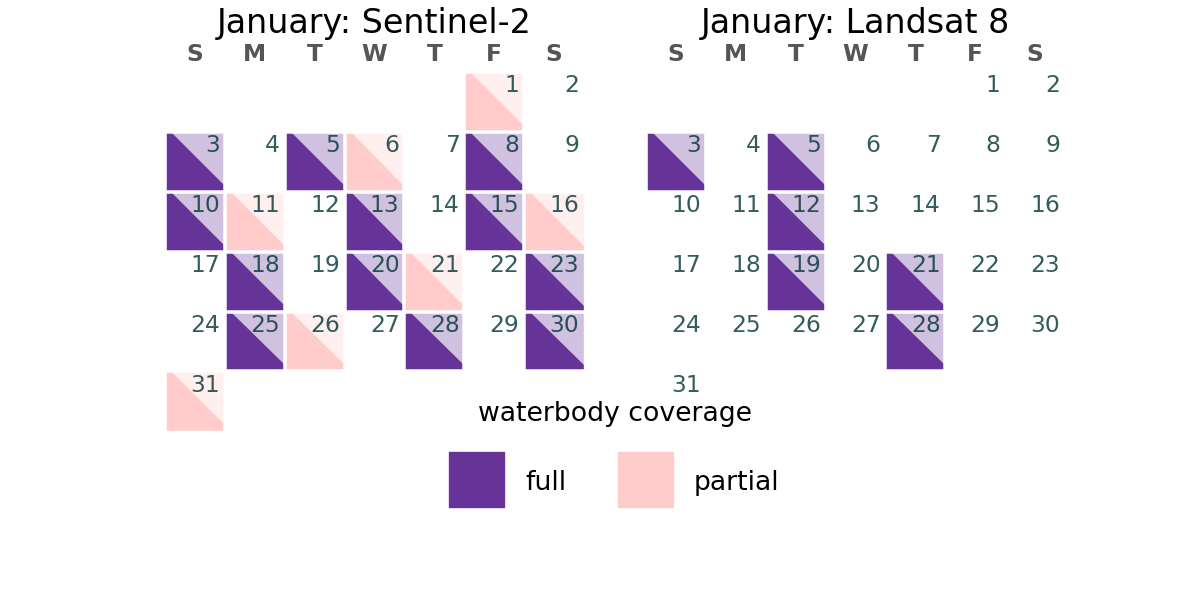 January: Sentinel-2
S M T W T F S
1 2
3 4 5 6 7 8 9
10 11 12 13 14 15 16
17 18 19 20 21 22 23
24 25 26 27 28 29 30
31
January: Landsat 8
S M T W T F S
1 2
3 4 5 6 7 8 9
10 11 12 13 14 15 16
17 18 19 20 21 22 23
24 25 26 27 28 29 30
31
waterbody coverage
full partial